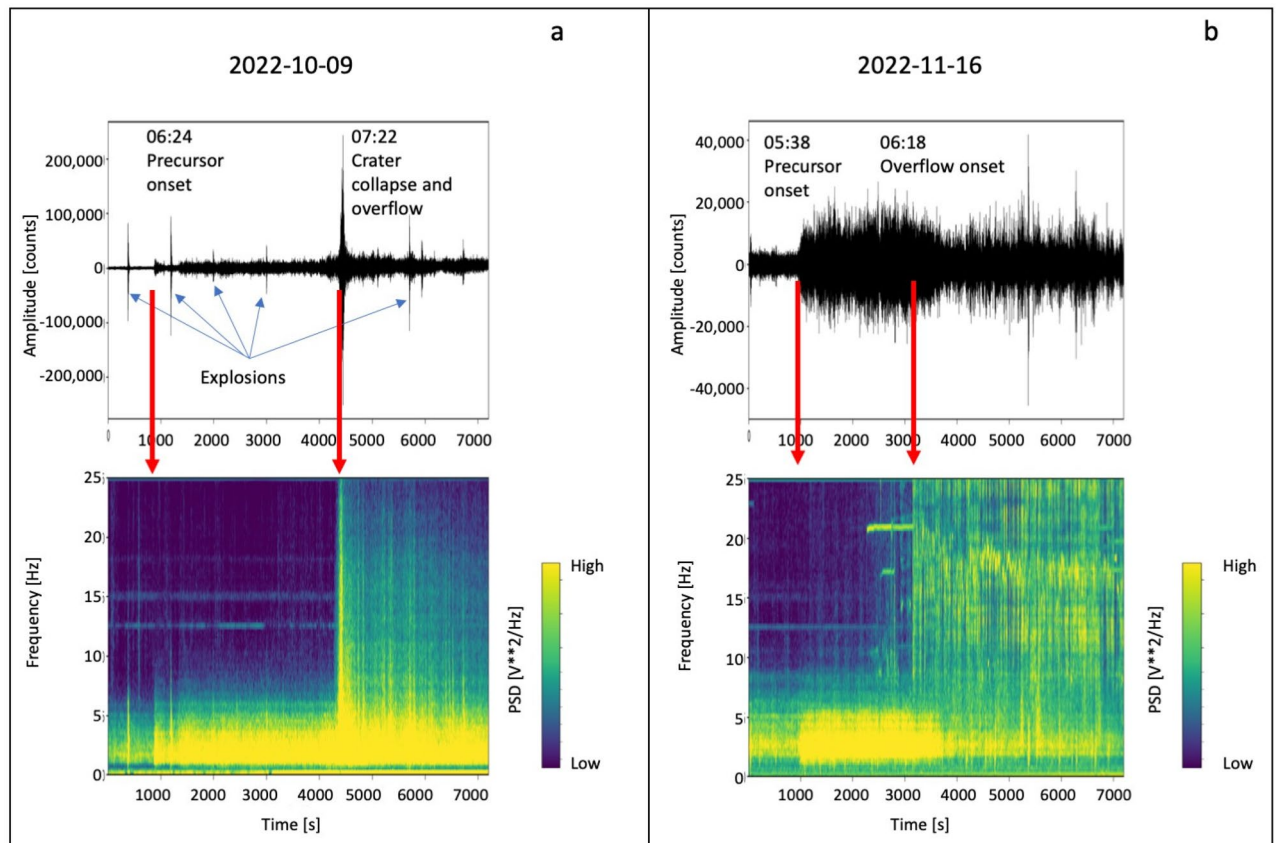 a
2022-10-09
06:24
Precursor
onset
07:22
Crater
collapse and
overflow
200,000
100,000
0
-100,000
-200,000
Amplitude [counts]
Explosions
0 1000 2000 3000 4000 5000 6000 7000
25
20
15
10
5
0
Frequency [Hz]
1000 2000 3000 4000 5000 6000 7000
Time [s]
High
Low
PSD [V**2/Hz]
b
2022-11-16
05:38
Precursor
onset
06:18
Overflow onset
40,000
20,000
0
-20,000
-40,000
Amplitude [counts]
0 1000 2000 3000 4000 5000 6000 7000
25
20
15
10
5
0
Frequency [Hz]
1000 2000 3000 4000 5000 6000 7000
Time [s]
High
Low
PSD [V**2/Hz]